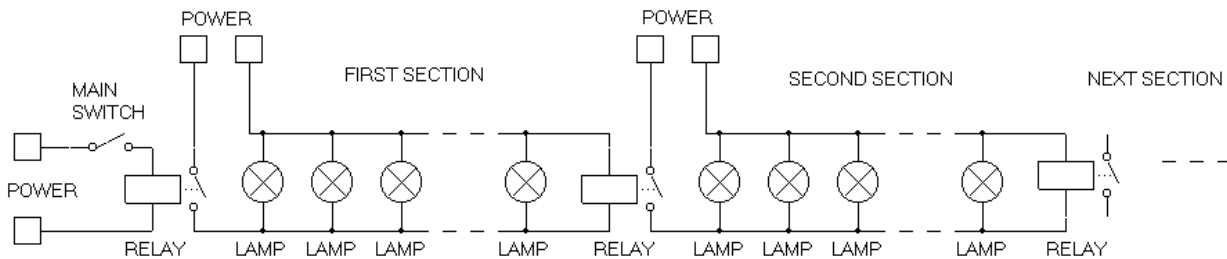 POWER
POWER
FIRST SECTION
SECOND SECTION
NEXT SECTION
MAIN
SWITCH
POWER
RELAY
LAMP
LAMP
LAMP
LAMP
RELAY
LAMP
LAMP
LAMP
LAMP
RELAY